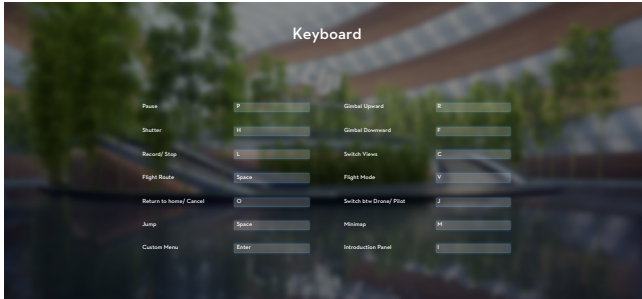 Keyboard
Pause P Gimbal Upward R
Shutter H Gimbal Downward F
Record/ Stop L Switch Views C
Flight Route Space Flight Mode V
Return to home/ Cancel O Switch btw Drone/ Pilot J
Jump Space Minimap M
Custom Menu Enter Introduction Panel I